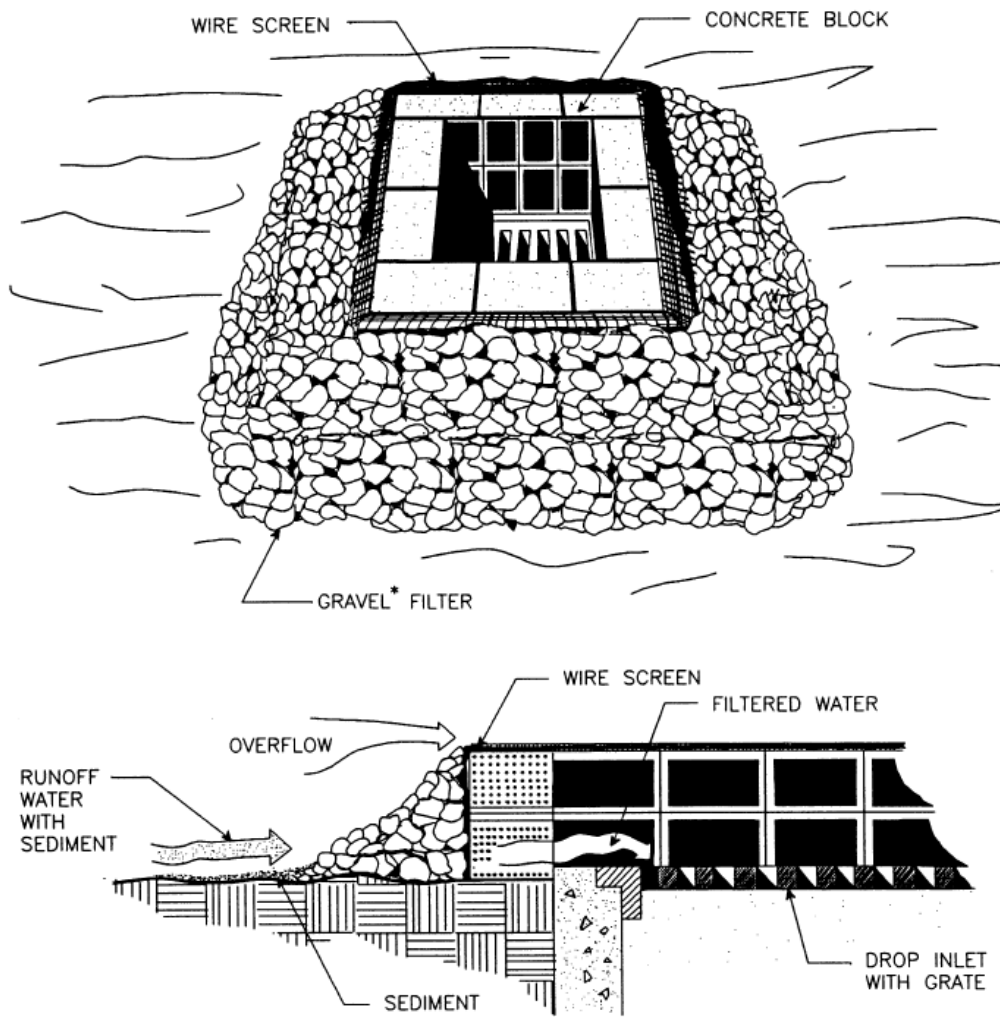 WIRE SCREEN
CONCRETE BLOCK
GRAVEL* FILTER
WIRE SCREEN
FILTERED WATER
OVERFLOW
RUNOFF
WATER
WITH
SEDIMENT
DROP INLET
WITH GRATE
SEDIMENT